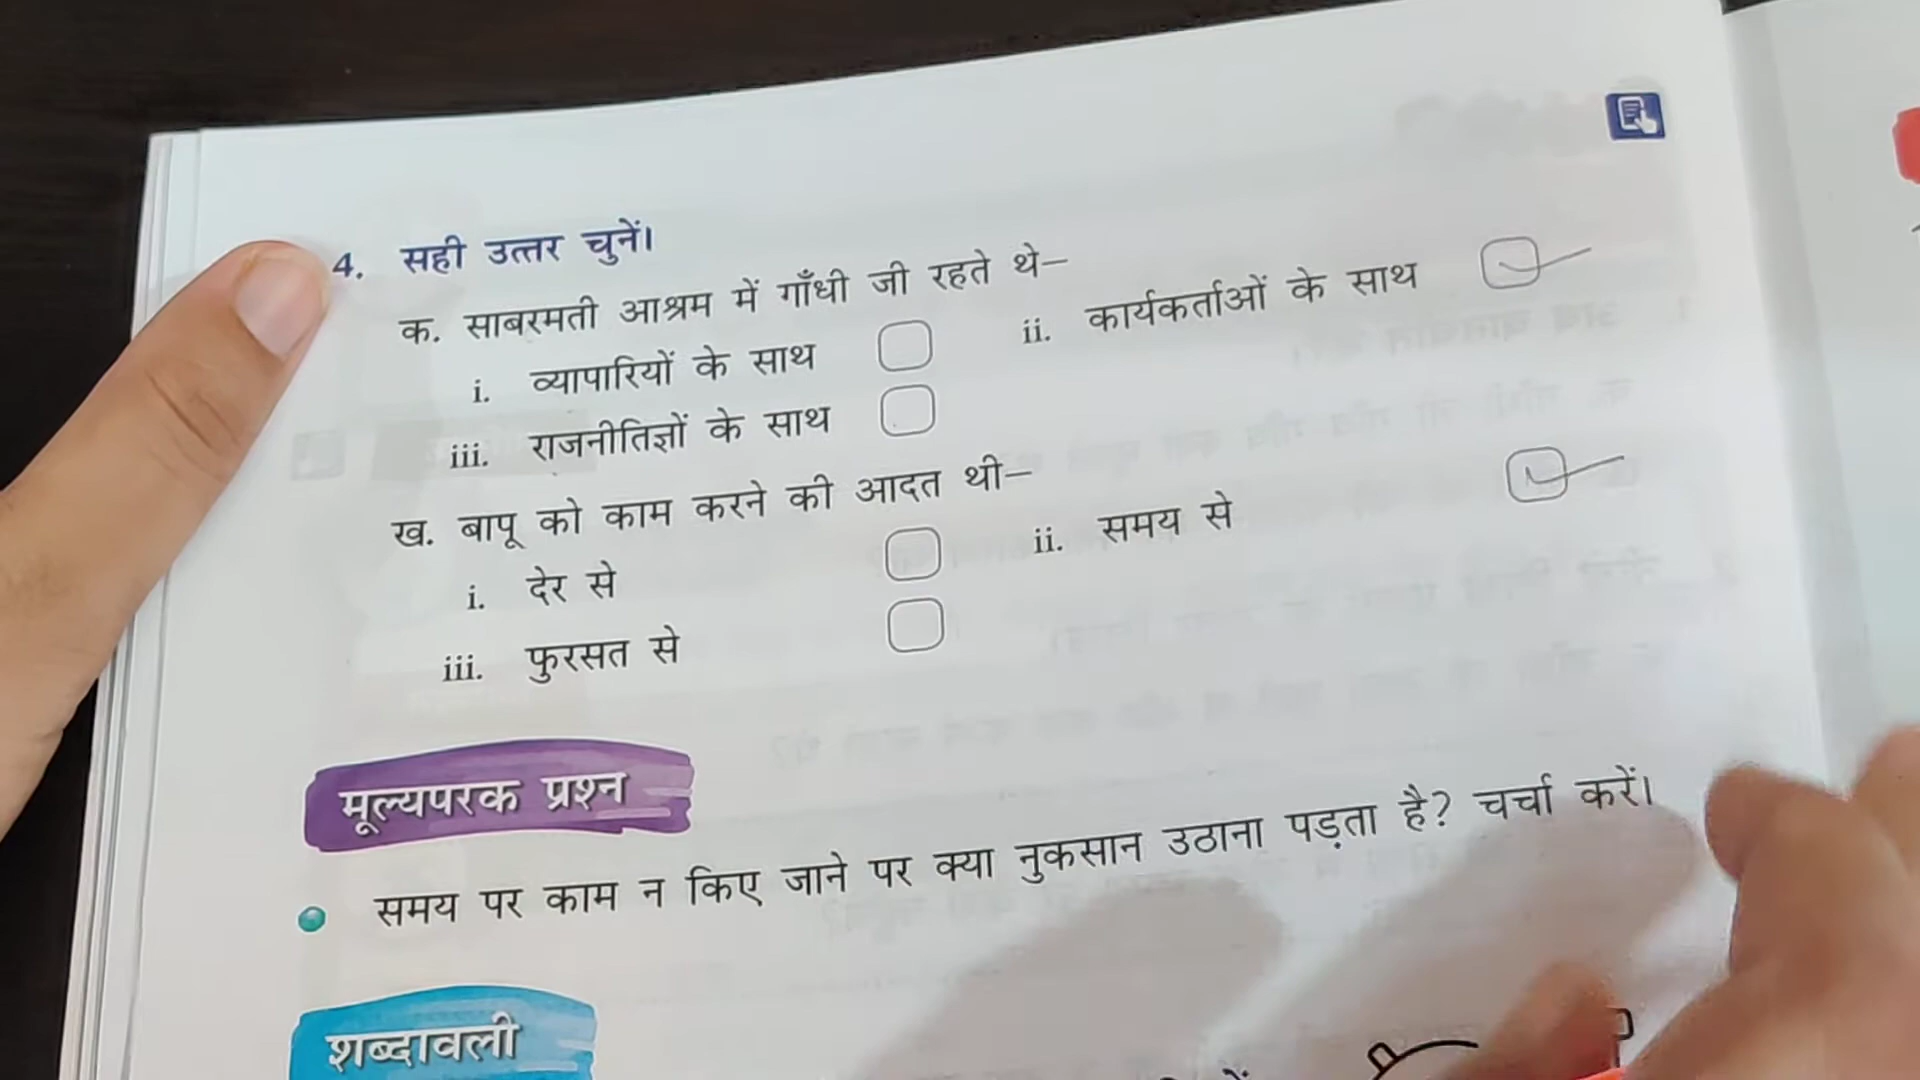 4. सही उत्तर चुनें।
क. साबरमती आश्रम में गाँधी जी रहते थे–
i. व्यापारियों के साथ ii. कार्यकर्ताओं के साथ
iii. राजनीतिज्ञों के साथ
ख. बापू को काम करने की आदत थी–
i. देर से ii. समय से
iii. फुरसत से
मूल्यपरक प्रश्न
समय पर काम न किए जाने पर क्या नुकसान उठाना पड़ता है? चर्चा करें।
शब्दावली